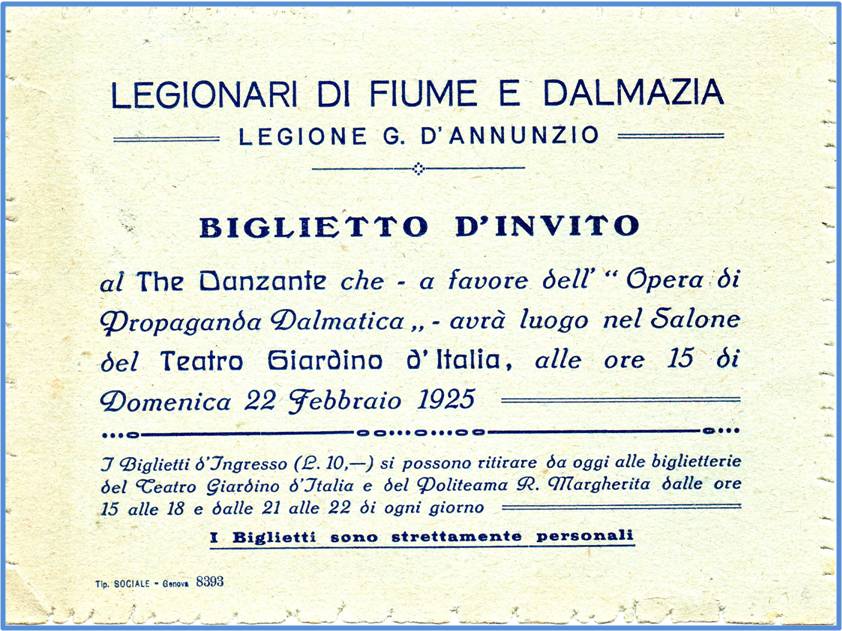 LEGIONARI DI FIUME E DALMAZIA
LEGIONE G. D'ANNUNZIO
BIGLIETTO D'INVITO
al The Danzante che - a favore dell' “ Opera di
Propaganda Dalmatica „ - avrà luogo nel Salone
del Teatro Giardino d'Italia, alle ore 15 di
Domenica 22 Febbraio 1925
I Biglietti d'Ingresso (L. 10,—) si possono ritirare da oggi alle biglietterie
del Teatro Giardino d'Italia e del Politeama R. Margherita dalle ore
15 alle 18 e dalle 21 alle 22 di ogni giorno
I Biglietti sono strettamente personali
Tip. SOCIALE - Genova 8393